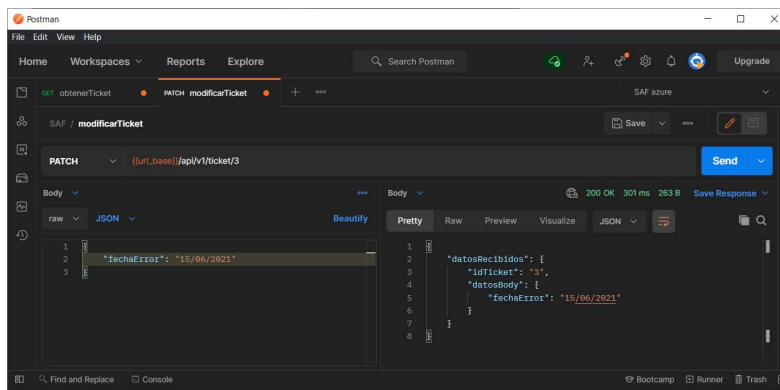 Postman
File Edit View Help
Home Workspaces Reports Explore Search Postman Upgrade
GET obtenerTicket PATCH modificarTicket SAF azure
SAF / modificarTicket Save
PATCH {{url_base}}/api/v1/ticket/3 Send
Body
raw JSON Beautify
1 {
2 "fechaError": "15/06/2021"
3 }
Body 200 OK 301 ms 263 B Save Response
Pretty Raw Preview Visualize JSON
1 {
2 "datosRecibidos": {
3 "idTicket": "3",
4 "datosBody": {
5 "fechaError": "15/06/2021"
6 }
7 }
8 }
Find and Replace Console Bootcamp Runner Trash